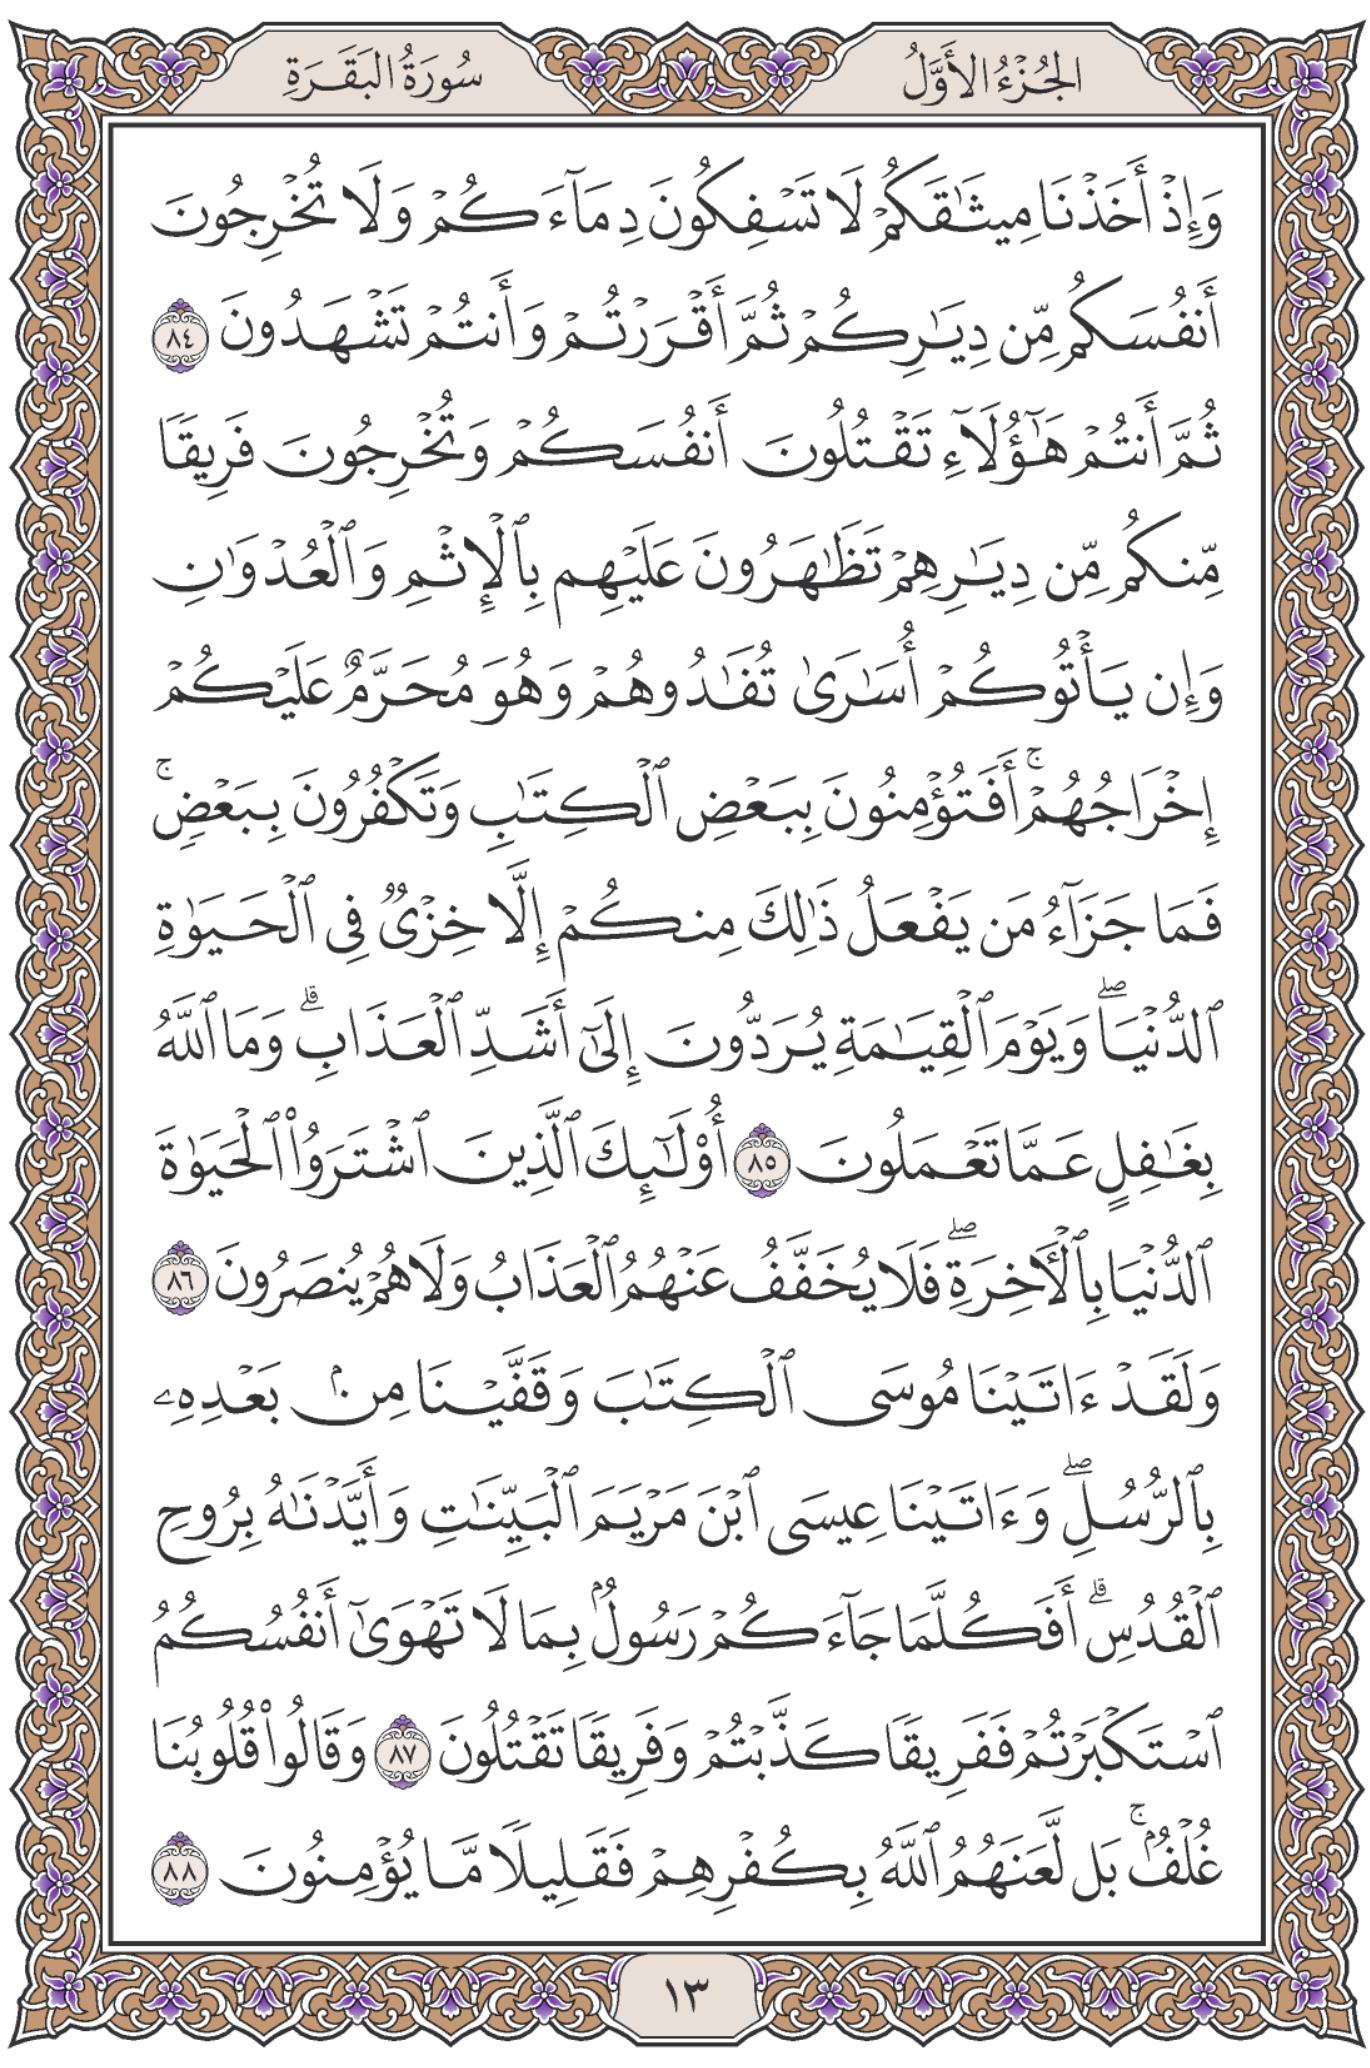 الجُزْءُ الأَوَّلُ
سُورَةُ البَقَرَةِ
وَإِذْ أَخَذْنَا مِيثَٰقَكُمْ لَا تَسْفِكُونَ دِمَآءَكُمْ وَلَا تُخْرِجُونَ
أَنفُسَكُم مِّن دِيَٰرِكُمْ ثُمَّ أَقْرَرْتُمْ وَأَنتُمْ تَشْهَدُونَ ٨٤
ثُمَّ أَنتُمْ هَٰٓؤُلَآءِ تَقْتُلُونَ أَنفُسَكُمْ وَتُخْرِجُونَ فَرِيقًا
مِّنكُم مِّن دِيَٰرِهِمْ تَظَٰهَرُونَ عَلَيْهِم بِٱلْإِثْمِ وَٱلْعُدْوَٰنِ
وَإِن يَأْتُوكُمْ أُسَٰرَىٰ تُفَٰدُوهُمْ وَهُوَ مُحَرَّمٌ عَلَيْكُمْ
إِخْرَاجُهُمْۚ أَفَتُؤْمِنُونَ بِبَعْضِ ٱلْكِتَٰبِ وَتَكْفُرُونَ بِبَعْضٍۚ
فَمَا جَزَآءُ مَن يَفْعَلُ ذَٰلِكَ مِنكُمْ إِلَّا خِزْىٌ فِى ٱلْحَيَوٰةِ
ٱلدُّنْيَاۖ وَيَوْمَ ٱلْقِيَٰمَةِ يُرَدُّونَ إِلَىٰٓ أَشَدِّ ٱلْعَذَابِۗ وَمَا ٱللَّهُ
بِغَٰفِلٍ عَمَّا تَعْمَلُونَ ٨٥ أُو۟لَٰٓئِكَ ٱلَّذِينَ ٱشْتَرَوُا۟ ٱلْحَيَوٰةَ
ٱلدُّنْيَا بِٱلْأَخِرَةِۖ فَلَا يُخَفَّفُ عَنْهُمُ ٱلْعَذَابُ وَلَا هُمْ يُنصَرُونَ ٨٦
وَلَقَدْ ءَاتَيْنَا مُوسَى ٱلْكِتَٰبَ وَقَفَّيْنَا مِنۢ بَعْدِهِۦ
بِٱلرُّسُلِۖ وَءَاتَيْنَا عِيسَى ٱبْنَ مَرْيَمَ ٱلْبَيِّنَٰتِ وَأَيَّدْنَٰهُ بِرُوحِ
ٱلْقُدُسِۗ أَفَكُلَّمَا جَآءَكُمْ رَسُولٌۢ بِمَا لَا تَهْوَىٰٓ أَنفُسُكُمُ
ٱسْتَكْبَرْتُمْ فَفَرِيقًا كَذَّبْتُمْ وَفَرِيقًا تَقْتُلُونَ ٨٧ وَقَالُوا۟ قُلُوبُنَا
غُلْفٌۢۚ بَل لَّعَنَهُمُ ٱللَّهُ بِكُفْرِهِمْ فَقَلِيلًا مَّا يُؤْمِنُونَ ٨٨
١٣